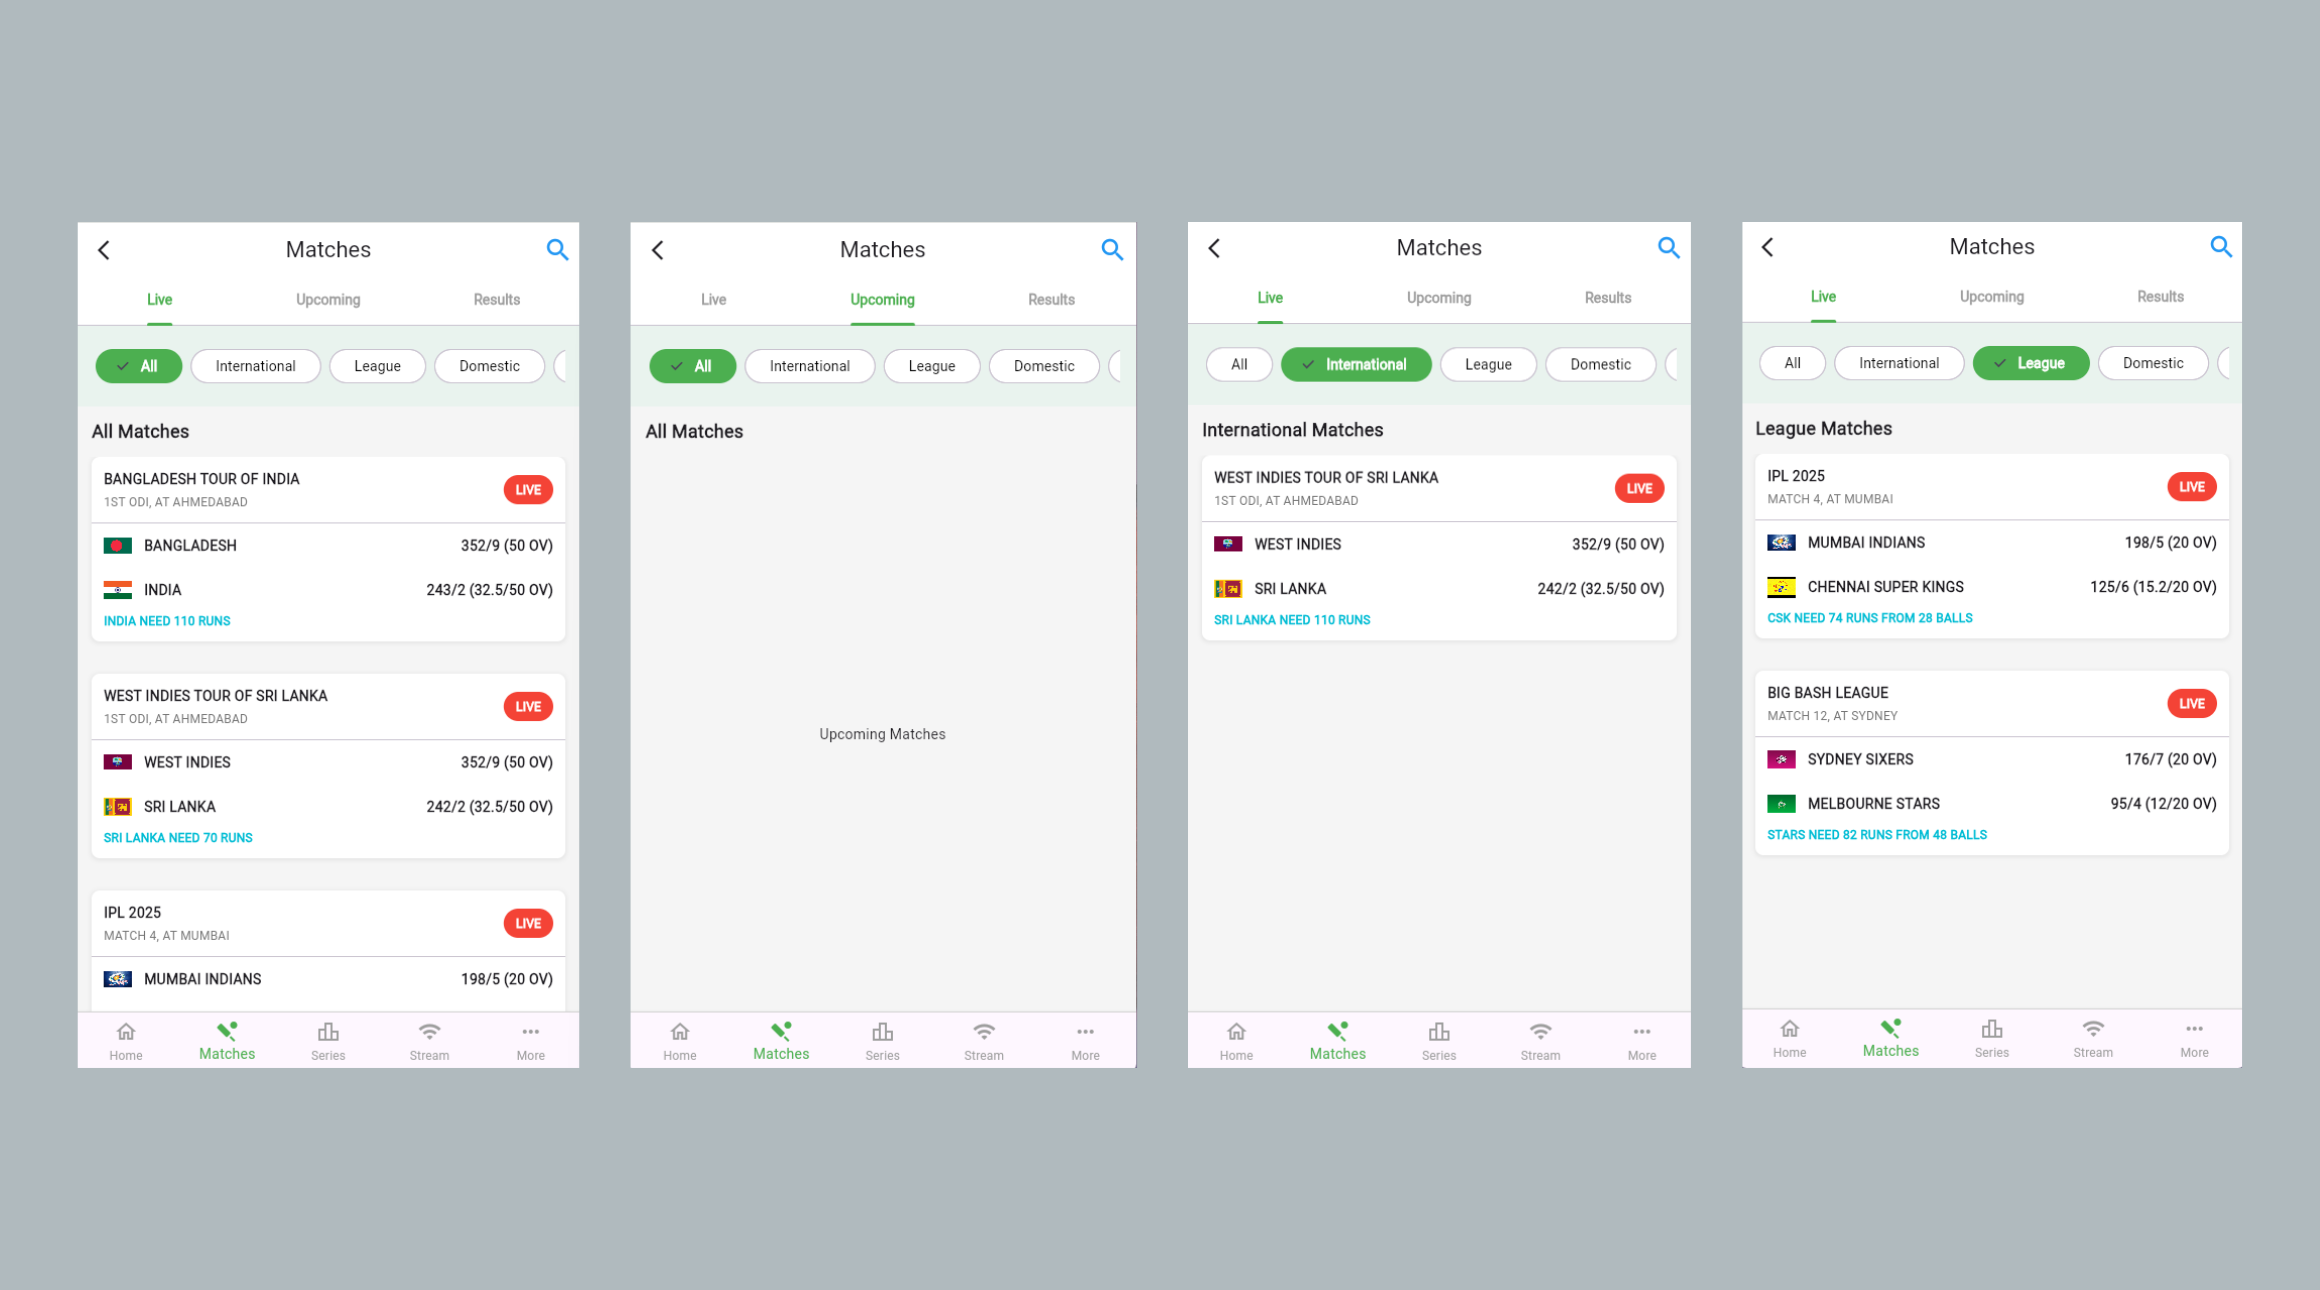 Matches
Live Upcoming Results
All International League Domestic
All Matches
BANGLADESH TOUR OF INDIA
LIVE
1ST ODI, AT AHMEDABAD
BANGLADESH 352/9 (50 OV)
INDIA 243/2 (32.5/50 OV)
INDIA NEED 110 RUNS
WEST INDIES TOUR OF SRI LANKA
LIVE
1ST ODI, AT AHMEDABAD
WEST INDIES 352/9 (50 OV)
SRI LANKA 242/2 (32.5/50 OV)
SRI LANKA NEED 70 RUNS
IPL 2025
LIVE
MATCH 4, AT MUMBAI
MUMBAI INDIANS 198/5 (20 OV)
Home Matches Series Stream More
Matches
Live Upcoming Results
All International League Domestic
All Matches
Upcoming Matches
Home Matches Series Stream More
Matches
Live Upcoming Results
All International League Domestic
International Matches
WEST INDIES TOUR OF SRI LANKA
LIVE
1ST ODI, AT AHMEDABAD
WEST INDIES 352/9 (50 OV)
SRI LANKA 242/2 (32.5/50 OV)
SRI LANKA NEED 110 RUNS
Home Matches Series Stream More
Matches
Live Upcoming Results
All International League Domestic
League Matches
IPL 2025
LIVE
MATCH 4, AT MUMBAI
MUMBAI INDIANS 198/5 (20 OV)
CHENNAI SUPER KINGS 125/6 (15.2/20 OV)
CSK NEED 74 RUNS FROM 28 BALLS
BIG BASH LEAGUE
LIVE
MATCH 12, AT SYDNEY
SYDNEY SIXERS 176/7 (20 OV)
MELBOURNE STARS 95/4 (12/20 OV)
STARS NEED 82 RUNS FROM 48 BALLS
Home Matches Series Stream More